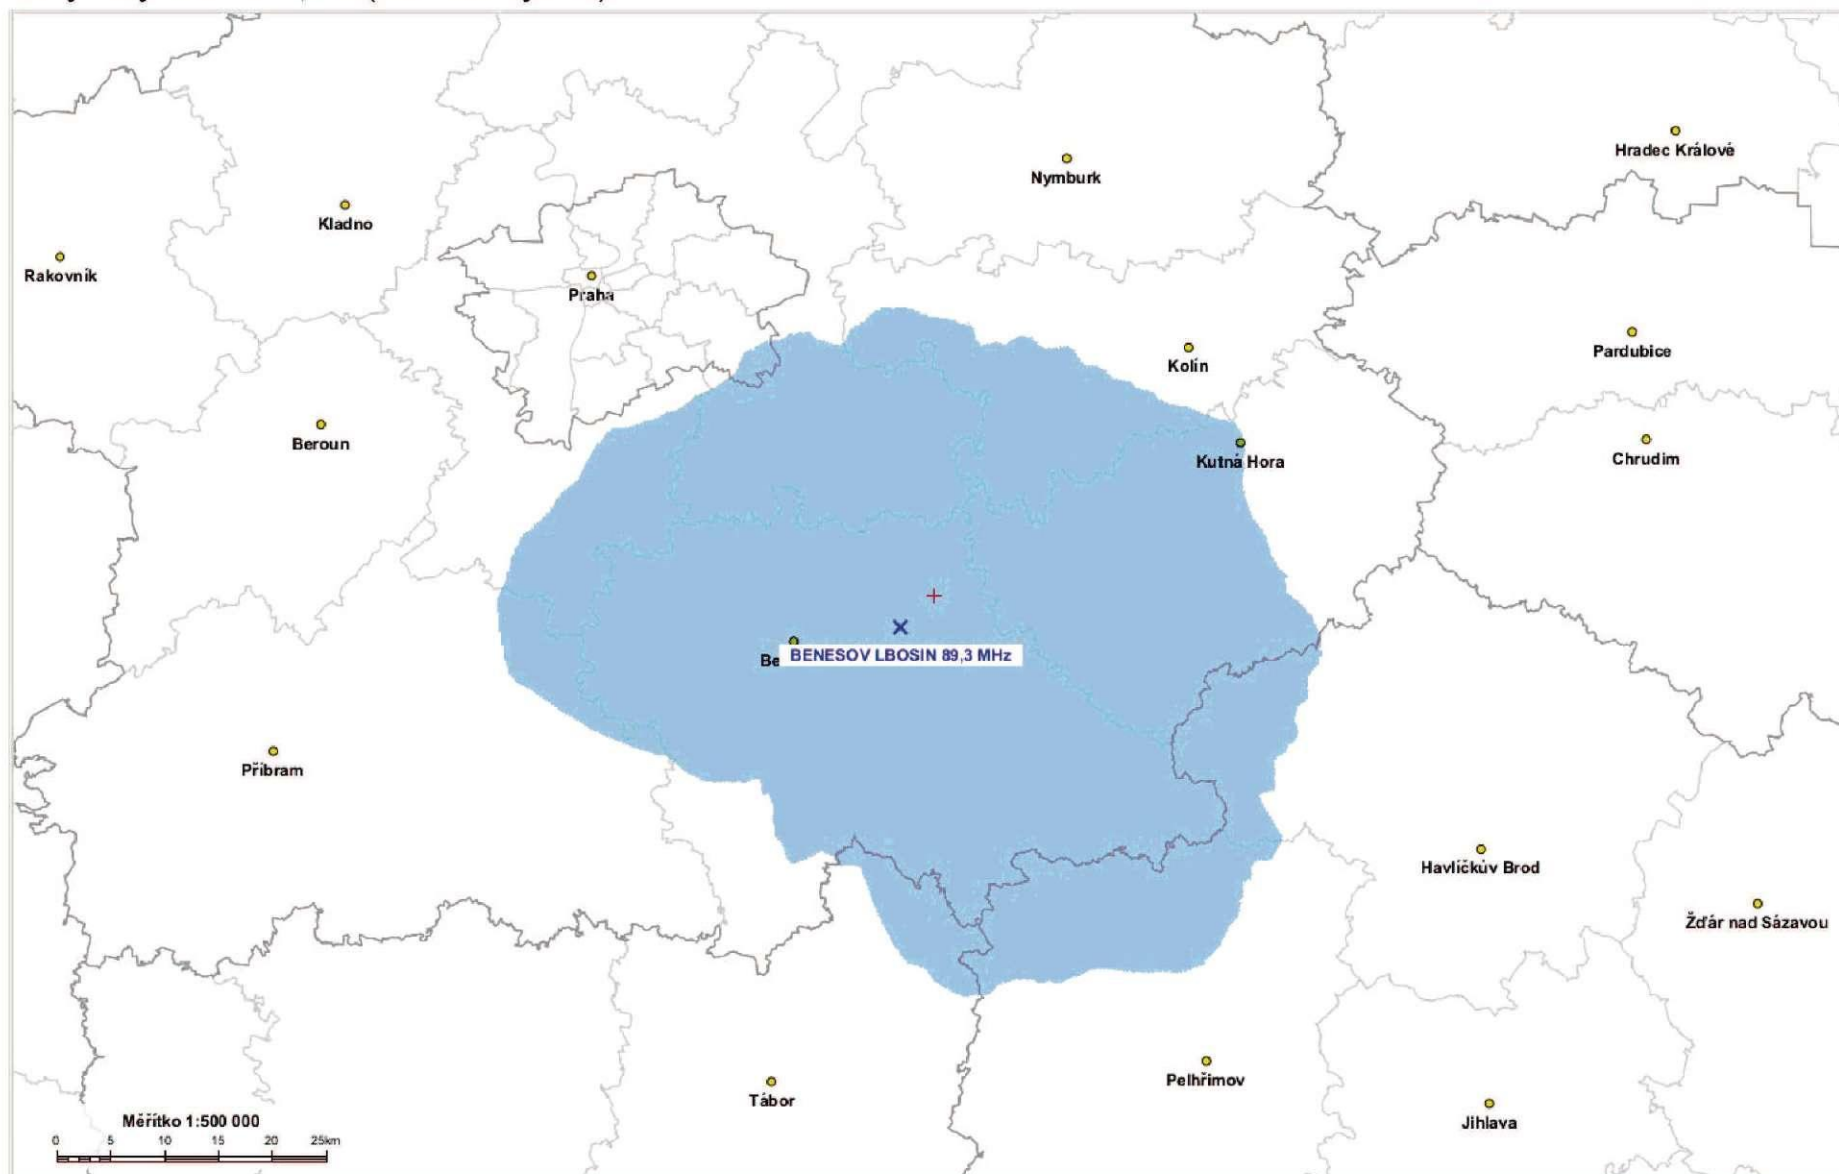 Hradec Králové
Nymburk
Kladno
Rakovník
Praha
Pardubice
Kolín
Beroun
Chrudim
Kutná Hora
Be
BENESOV LBOSIN 89,3 MHz
Příbram
Havlíčkův Brod
Žďár nad Sázavou
Pelhřimov
Tábor
Jihlava
Měřítko 1:500 000
0 5 10 15 20 25km